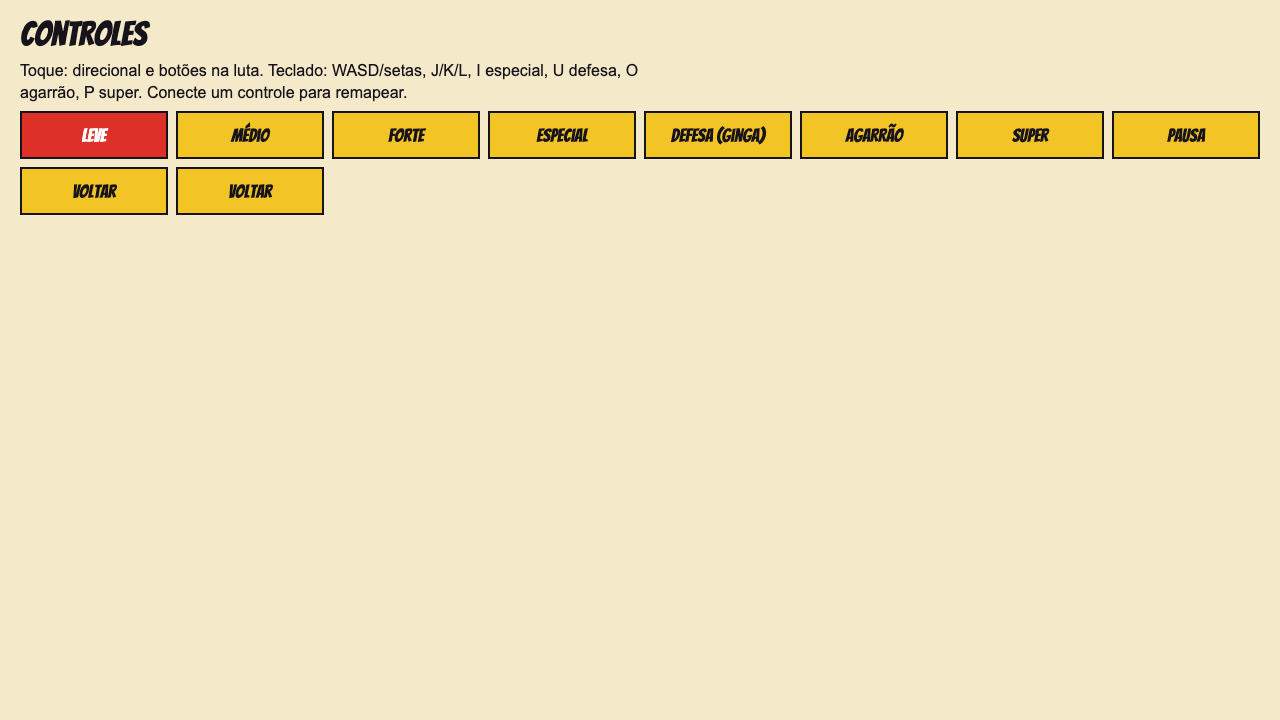 CONTROLES
Toque: direcional e botões na luta. Teclado: WASD/setas, J/K/L, I especial, U defesa, O
agarrão, P super. Conecte um controle para remapear.
LEVE MÉDIO FORTE ESPECIAL DEFESA (GINGA) AGARRÃO SUPER PAUSA
VOLTAR VOLTAR